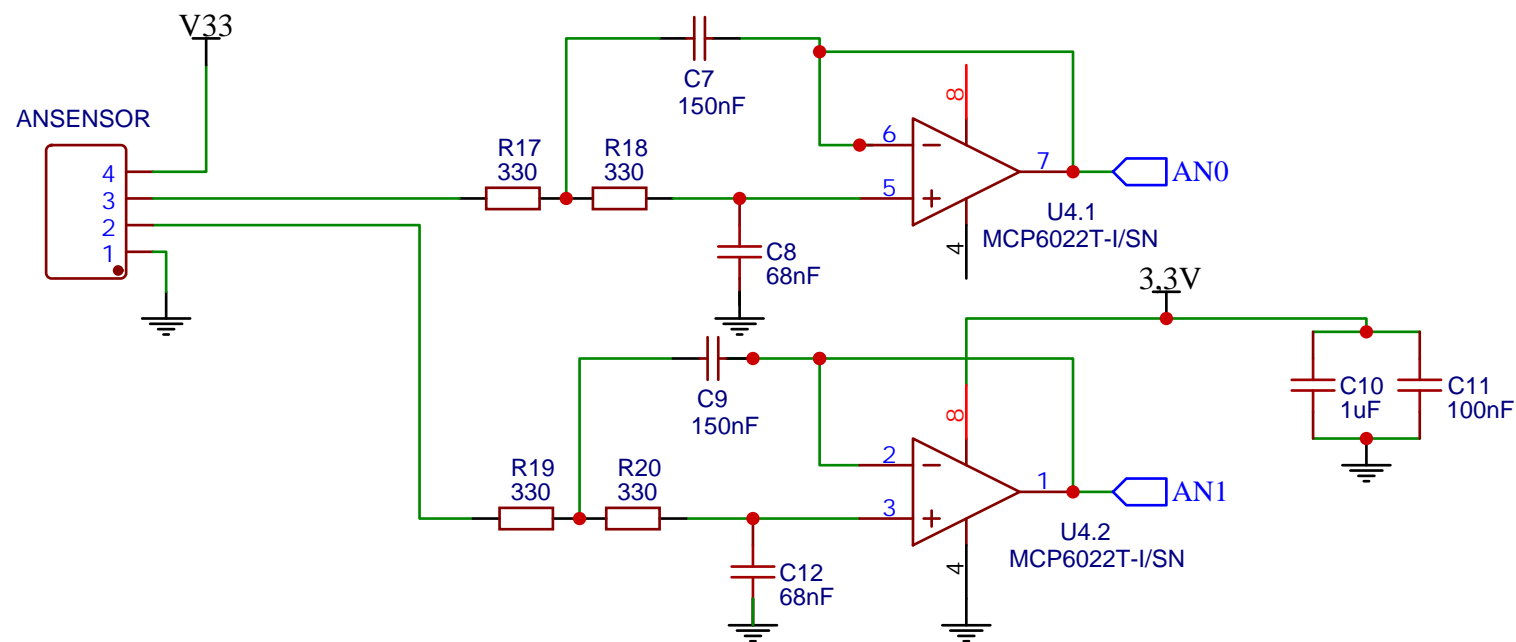 V33
ANSENSOR
4
3
2
1
C7
150nF
R17
330
R18
330
C8
68nF
8
6
5
7
4
AN0
U4.1
MCP6022T-I/SN
3,3V
C10
1uF
C11
100nF
C9
150nF
R19
330
R20
330
C12
68nF
8
2
3
1
4
AN1
U4.2
MCP6022T-I/SN